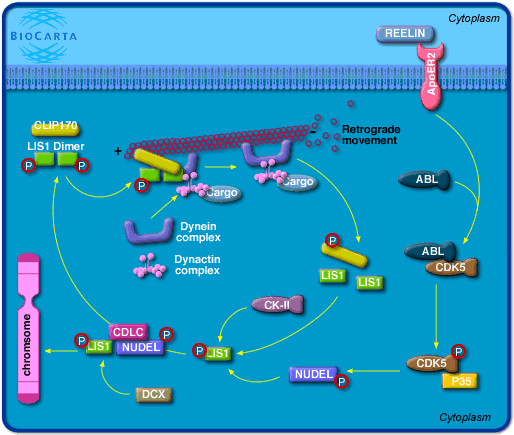 BIOCARTA
Cytoplasm
REELIN
ApoER2
CLIP170
LIS1 Dimer
P
P
+
-
Retrograde
movement
P
Cargo
Cargo
ABL
Dynein
complex
Dynactin
complex
P
LIS1
LIS1
ABL
CDK5
CK-II
chromsome
CDLC
P
P
LIS1
NUDEL
P
LIS1
CDK5
P
P35
NUDEL
P
DCX
Cytoplasm